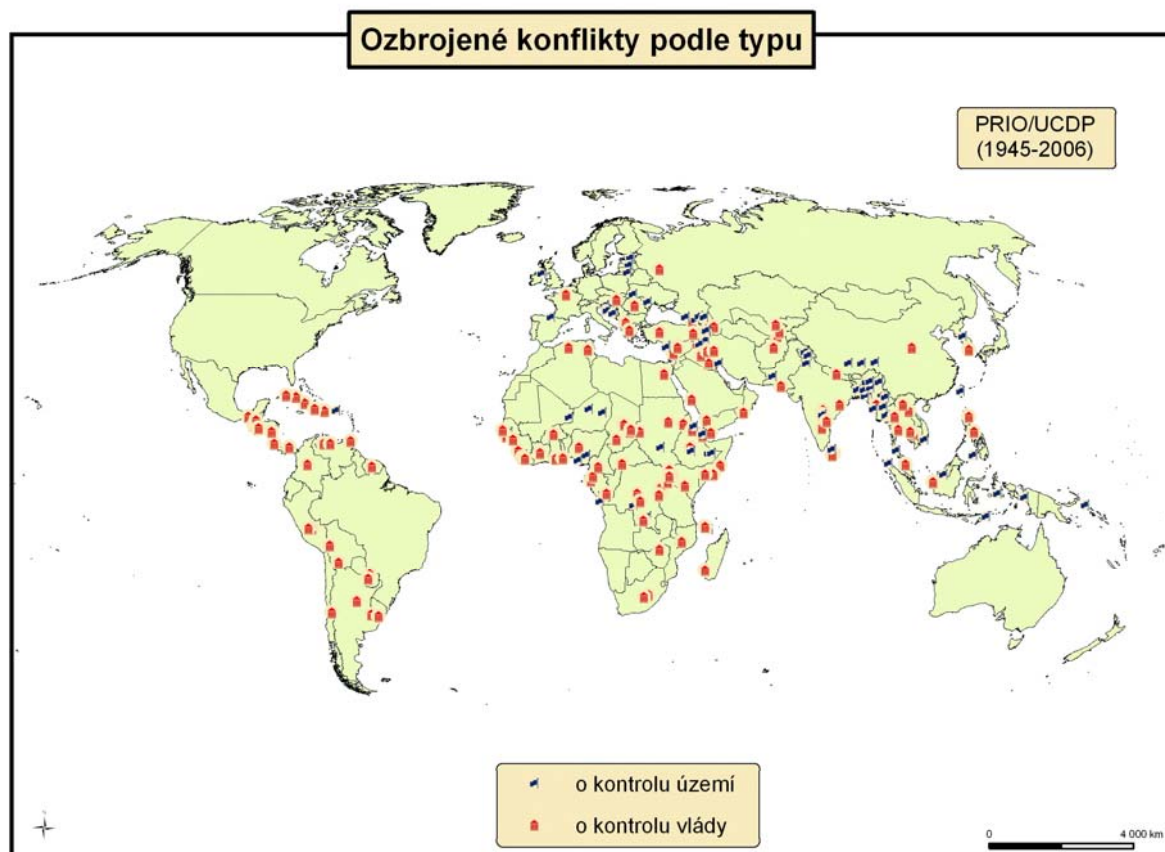 Ozbrojené konflikty podle typu
PRIO/UCDP
(1945-2006)
o kontrolu území
o kontrolu vlády
0
4 000 km